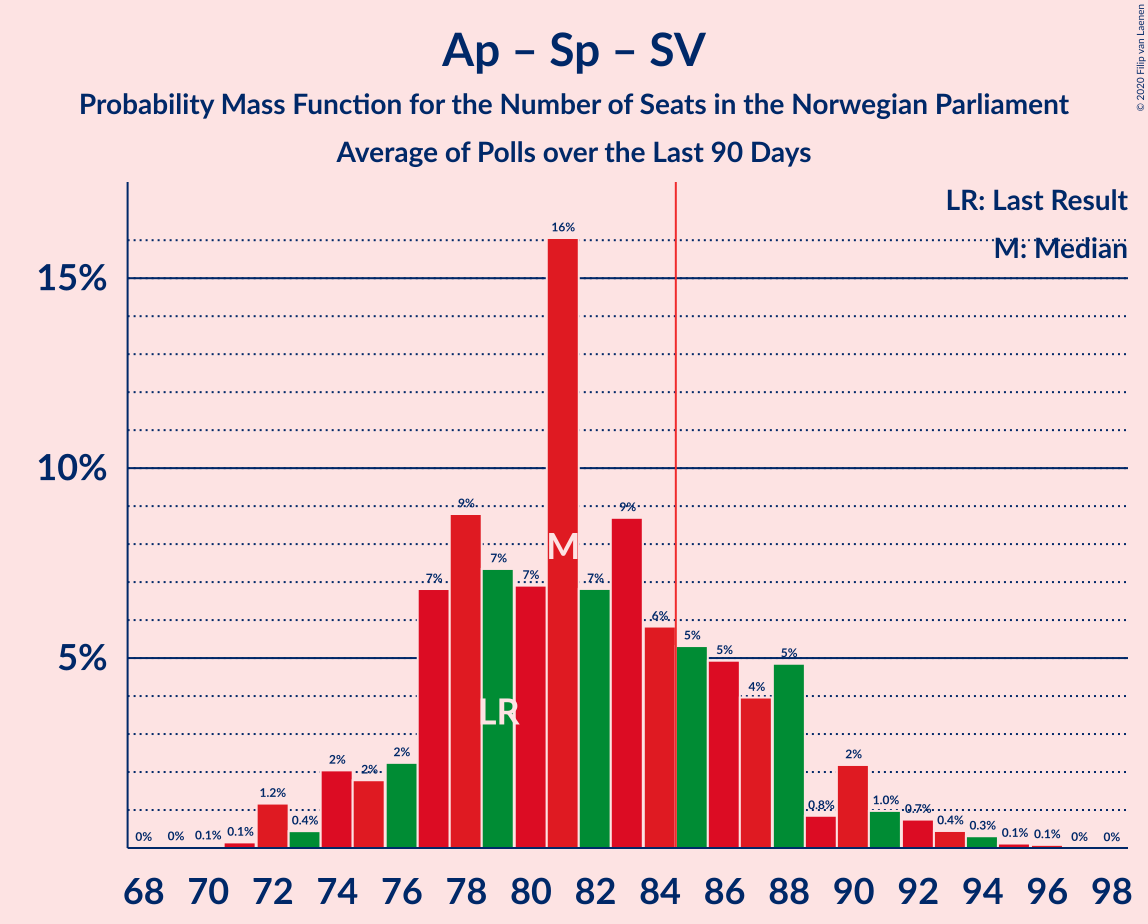 Ap – Sp – SV
Probability Mass Function for the Number of Seats in the Norwegian Parliament
Average of Polls over the Last 90 Days
© 2020 Filip van Laenen
LR: Last Result
M: Median
15%
10%
5%
0% 0% 0.1% 0.1% 1.2% 0.4% 2% 2% 2% 7% 9% 7% 7% 16% 7% 9% 6% 5% 5% 4% 5% 0.8% 2% 1.0% 0.7% 0.4% 0.3% 0.1% 0.1% 0% 0%
M
LR
68 70 72 74 76 78 80 82 84 86 88 90 92 94 96 98